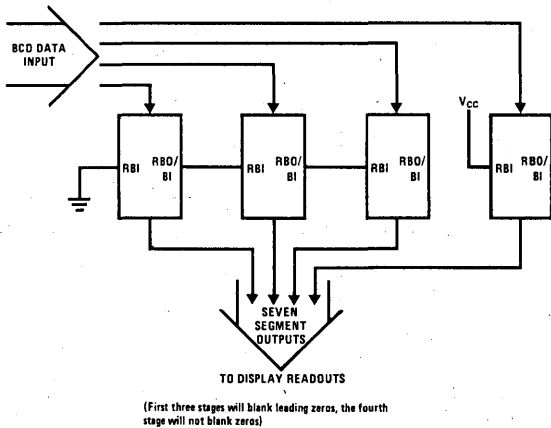 BCD DATA
INPUT
VCC
RBI
RBO/
BI
RBI
RBO/
BI
RBI
RBO/
BI
RBI
RBO/
BI
SEVEN
SEGMENT
OUTPUTS
TO DISPLAY READOUTS
(First three stages will blank leading zeros, the fourth
stage will not blank zeros)